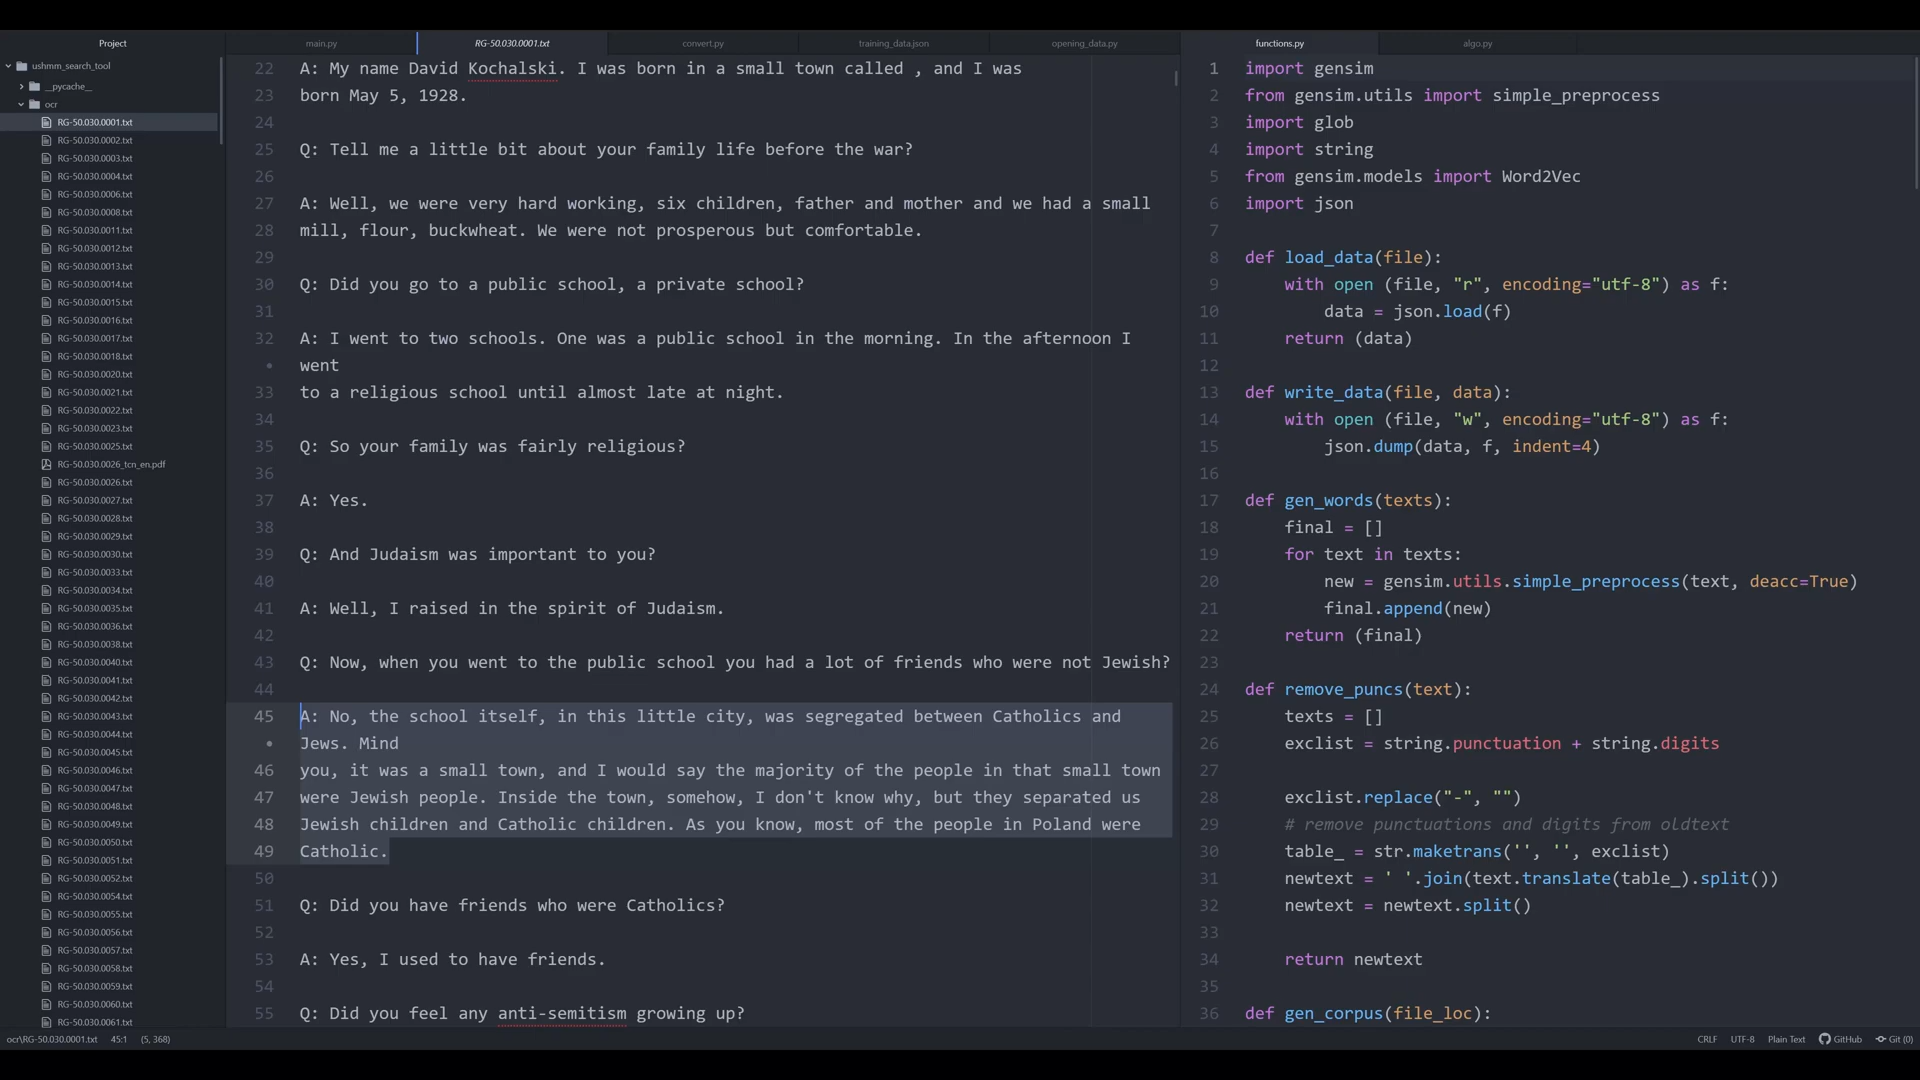 Project
ushmm_search_tool
__pycache__
ocr
RG-50.030.0001.txt
RG-50.030.0002.txt
RG-50.030.0003.txt
RG-50.030.0004.txt
RG-50.030.0006.txt
RG-50.030.0008.txt
RG-50.030.0011.txt
RG-50.030.0012.txt
RG-50.030.0013.txt
RG-50.030.0014.txt
RG-50.030.0015.txt
RG-50.030.0016.txt
RG-50.030.0017.txt
RG-50.030.0018.txt
RG-50.030.0020.txt
RG-50.030.0021.txt
RG-50.030.0022.txt
RG-50.030.0023.txt
RG-50.030.0025.txt
RG-50.030.0026_tcn_en.pdf
RG-50.030.0026.txt
RG-50.030.0027.txt
RG-50.030.0028.txt
RG-50.030.0029.txt
RG-50.030.0030.txt
RG-50.030.0033.txt
RG-50.030.0034.txt
RG-50.030.0035.txt
RG-50.030.0036.txt
RG-50.030.0038.txt
RG-50.030.0040.txt
RG-50.030.0041.txt
RG-50.030.0042.txt
RG-50.030.0043.txt
RG-50.030.0044.txt
RG-50.030.0045.txt
RG-50.030.0046.txt
RG-50.030.0047.txt
RG-50.030.0048.txt
RG-50.030.0049.txt
RG-50.030.0050.txt
RG-50.030.0051.txt
RG-50.030.0052.txt
RG-50.030.0054.txt
RG-50.030.0055.txt
RG-50.030.0056.txt
RG-50.030.0057.txt
RG-50.030.0058.txt
RG-50.030.0059.txt
RG-50.030.0060.txt
RG-50.030.0061.txt
main.py RG-50.030.0001.txt convert.py training_data.json opening_data.py
22 A: My name David Kochalski. I was born in a small town called , and I was
23 born May 5, 1928.
24
25 Q: Tell me a little bit about your family life before the war?
26
27 A: Well, we were very hard working, six children, father and mother and we had a small
28 mill, flour, buckwheat. We were not prosperous but comfortable.
29
30 Q: Did you go to a public school, a private school?
31
32 A: I went to two schools. One was a public school in the morning. In the afternoon I
• went
33 to a religious school until almost late at night.
34
35 Q: So your family was fairly religious?
36
37 A: Yes.
38
39 Q: And Judaism was important to you?
40
41 A: Well, I raised in the spirit of Judaism.
42
43 Q: Now, when you went to the public school you had a lot of friends who were not Jewish?
44
45 A: No, the school itself, in this little city, was segregated between Catholics and
• Jews. Mind
46 you, it was a small town, and I would say the majority of the people in that small town
47 were Jewish people. Inside the town, somehow, I don't know why, but they separated us
48 Jewish children and Catholic children. As you know, most of the people in Poland were
49 Catholic.
50
51 Q: Did you have friends who were Catholics?
52
53 A: Yes, I used to have friends.
54
55 Q: Did you feel any anti-semitism growing up?
functions.py algo.py
1 import gensim
2 from gensim.utils import simple_preprocess
3 import glob
4 import string
5 from gensim.models import Word2Vec
6 import json
7
8 def load_data(file):
9     with open (file, "r", encoding="utf-8") as f:
10         data = json.load(f)
11     return (data)
12
13 def write_data(file, data):
14     with open (file, "w", encoding="utf-8") as f:
15         json.dump(data, f, indent=4)
16
17 def gen_words(texts):
18     final = []
19     for text in texts:
20         new = gensim.utils.simple_preprocess(text, deacc=True)
21         final.append(new)
22     return (final)
23
24 def remove_puncs(text):
25     texts = []
26     exclist = string.punctuation + string.digits
27
28     exclist.replace("-", "")
29     # remove punctuations and digits from oldtext
30     table_ = str.maketrans('', '', exclist)
31     newtext = ' '.join(text.translate(table_).split())
32     newtext = newtext.split()
33
34     return newtext
35
36 def gen_corpus(file_loc):
ocr\RG-50.030.0001.txt 45:1 (5, 368) CRLF UTF-8 Plain Text GitHub Git (0)